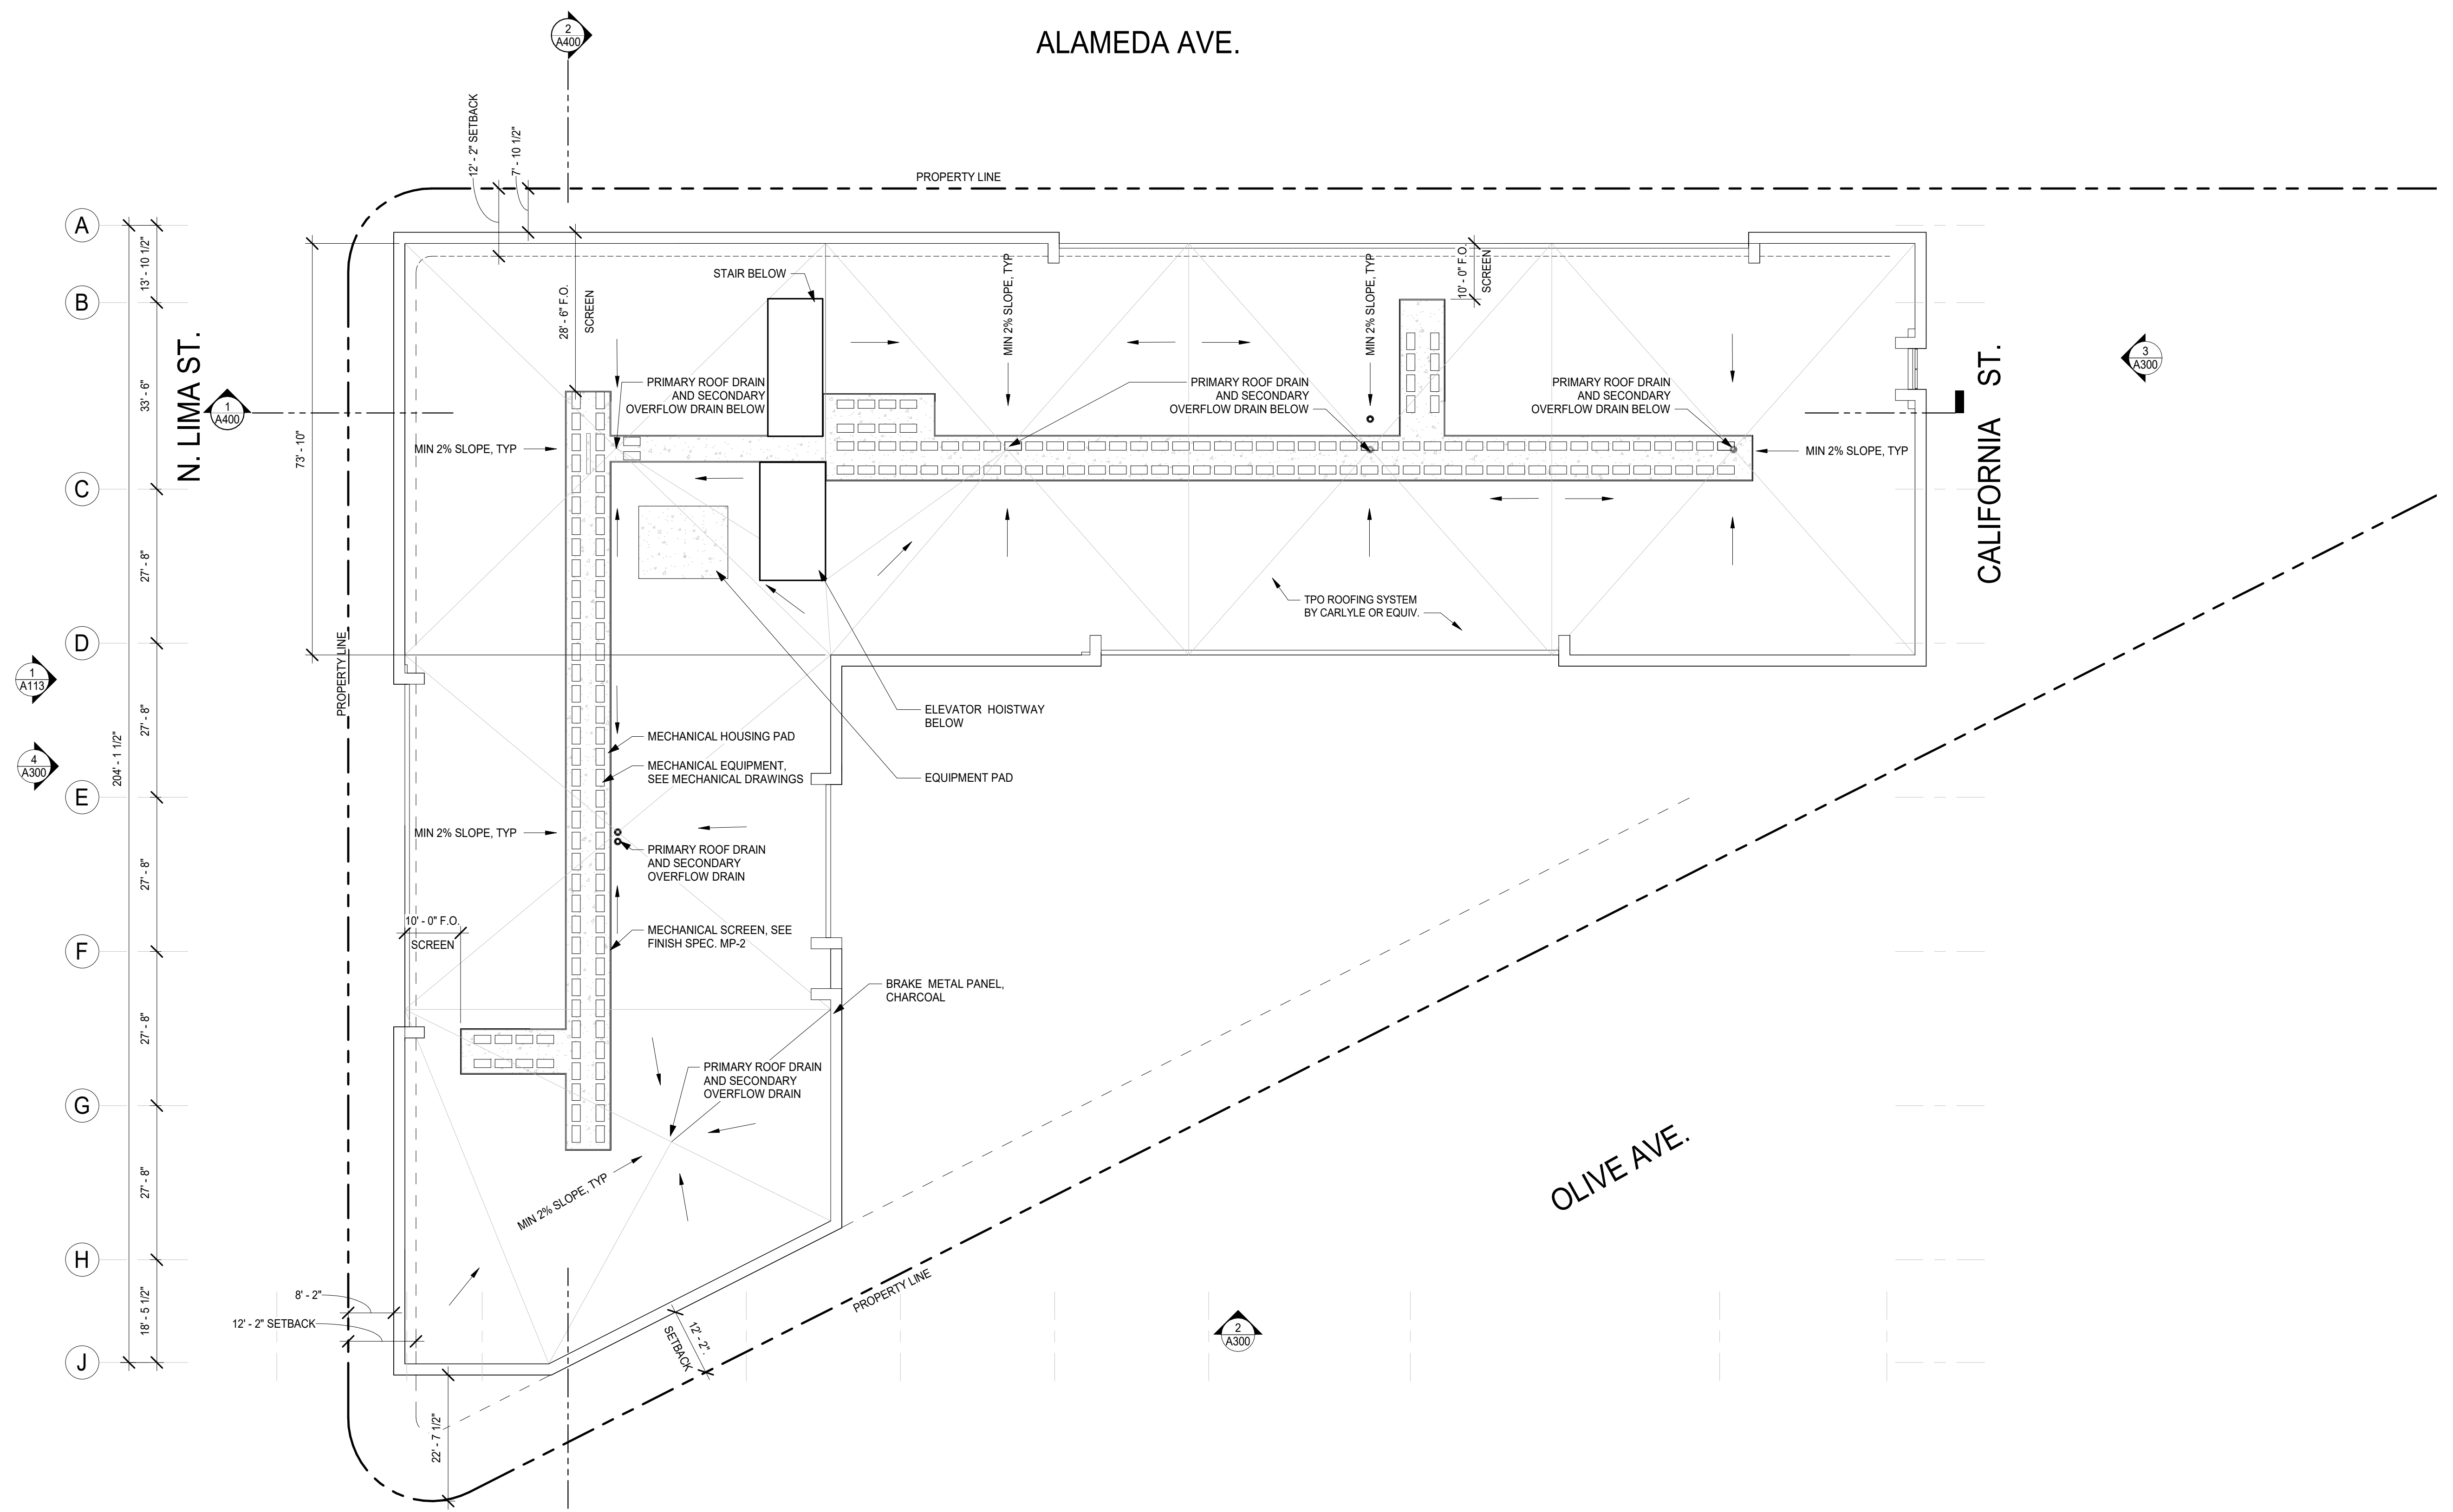 2
A400
ALAMEDA AVE.
12' - 2" SETBACK
7' - 10 1/2"
PROPERTY LINE
A
13' - 10 1/2"
B
33' - 6"
C
27' - 8"
D
27' - 8"
E
27' - 8"
F
27' - 8"
G
27' - 8"
H
18' - 5 1/2"
J
204' - 1 1/2"
N. LIMA ST.
1
A400
73' - 10"
28' - 6" F.O.
SCREEN
STAIR BELOW
MIN 2% SLOPE, TYP
MIN 2% SLOPE, TYP
10' - 0" F.O.
SCREEN
CALIFORNIA ST.
3
A300
PRIMARY ROOF DRAIN
AND SECONDARY
OVERFLOW DRAIN BELOW
PRIMARY ROOF DRAIN
AND SECONDARY
OVERFLOW DRAIN BELOW
PRIMARY ROOF DRAIN
AND SECONDARY
OVERFLOW DRAIN BELOW
MIN 2% SLOPE, TYP
MIN 2% SLOPE, TYP
TPO ROOFING SYSTEM
BY CARLYLE OR EQUIV.
1
A113
PROPERTY LINE
4
A300
ELEVATOR HOISTWAY
BELOW
MECHANICAL HOUSING PAD
MECHANICAL EQUIPMENT,
SEE MECHANICAL DRAWINGS
EQUIPMENT PAD
MIN 2% SLOPE, TYP
PRIMARY ROOF DRAIN
AND SECONDARY
OVERFLOW DRAIN
10' - 0" F.O.
SCREEN
MECHANICAL SCREEN, SEE
FINISH SPEC. MP-2
BRAKE METAL PANEL,
CHARCOAL
PRIMARY ROOF DRAIN
AND SECONDARY
OVERFLOW DRAIN
MIN 2% SLOPE, TYP
OLIVE AVE.
PROPERTY LINE
8' - 2"
12' - 2" SETBACK
12' - 2".
SETBACK
2
A300
22' - 7 1/2"